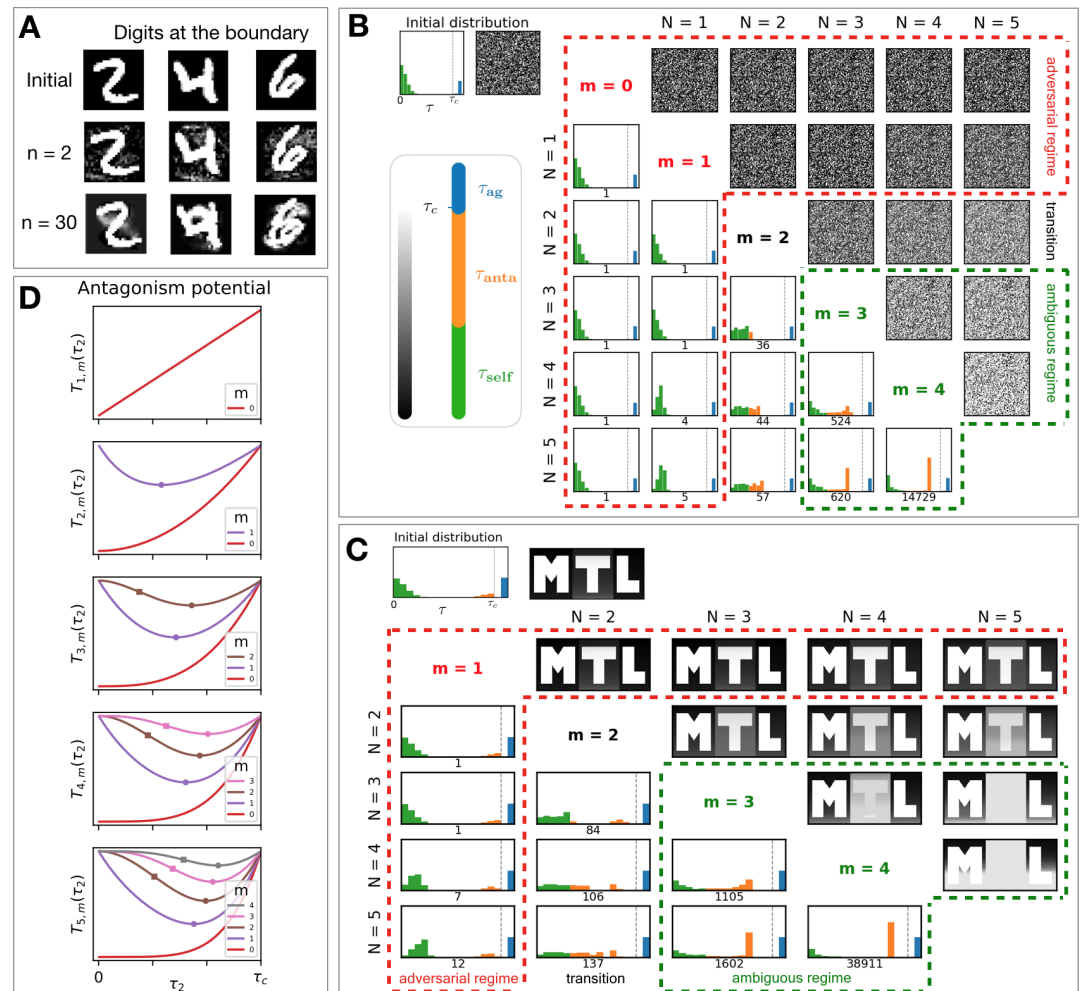 A
Digits at the boundary
Initial
n = 2
n = 30
B
Initial distribution
0
τ
τc
N = 1
N = 2
N = 3
N = 4
N = 5
m = 0
adversarial regime
N = 1
1
m = 1
N = 2
1
1
m = 2
transition
N = 3
1
1
36
m = 3
ambiguous regime
N = 4
1
4
44
524
m = 4
N = 5
1
5
57
620
14729
τag
τc
τanta
τself
C
Initial distribution
0
τ
τc
MTL
N = 2
N = 3
N = 4
N = 5
m = 1
MTL
MTL
MTL
MTL
N = 2
1
m = 2
MTL
MTL
MTL
N = 3
1
84
m = 3
MTL
M L
N = 4
7
106
1105
m = 4
M L
N = 5
12
137
1602
38911
adversarial regime
transition
ambiguous regime
D
Antagonism potential
T1,m(τ2)
m
0
T2,m(τ2)
m
1
0
T3,m(τ2)
m
2
1
0
T4,m(τ2)
m
3
2
1
0
T5,m(τ2)
m
4
3
2
1
0
0
τ2
τc